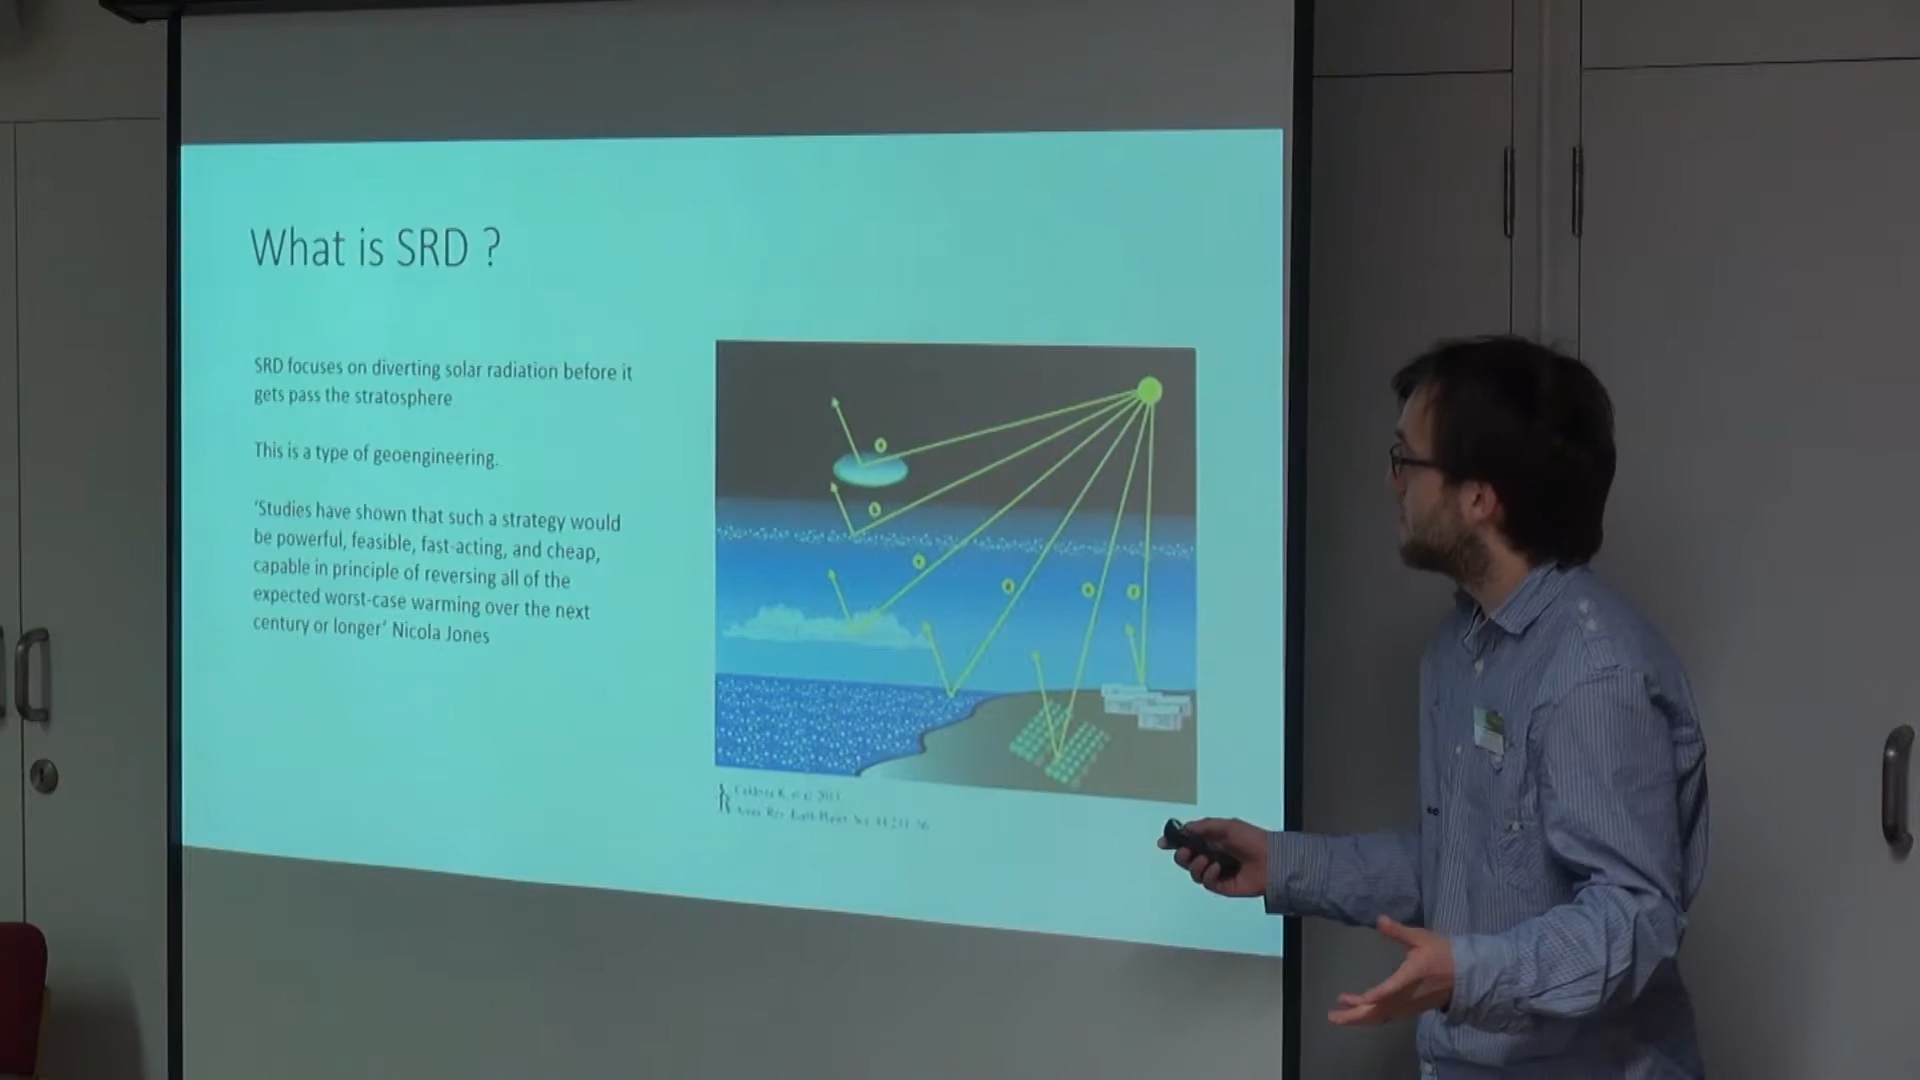 What is SRD ?
SRD focuses on diverting solar radiation before it
gets pass the stratosphere
This is a type of geoengineering.
‘Studies have shown that such a strategy would
be powerful, feasible, fast-acting, and cheap,
capable in principle of reversing all of the
expected worst-case warming over the next
century or longer’ Nicola Jones